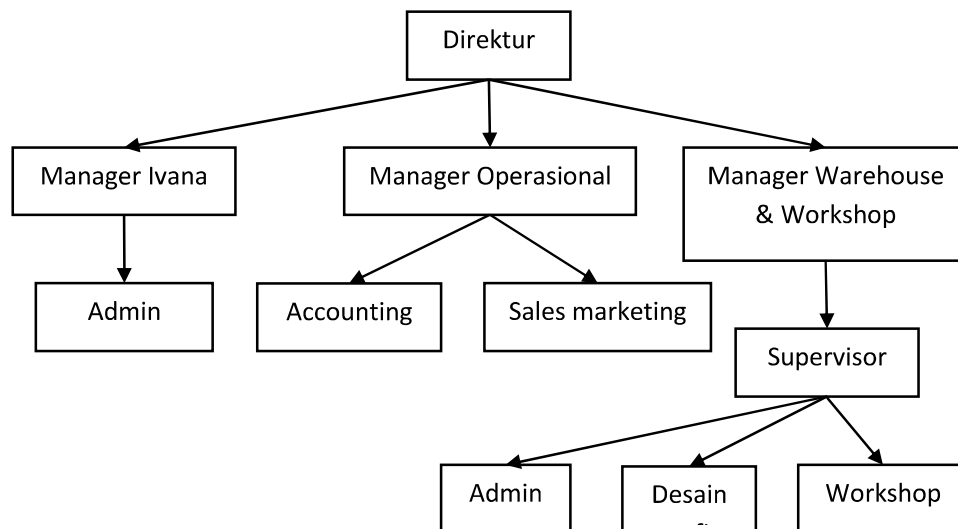 Direktur
Manager Ivana
Manager Operasional
Manager Warehouse
& Workshop
Admin
Accounting
Sales marketing
Supervisor
Admin
Desain
Workshop